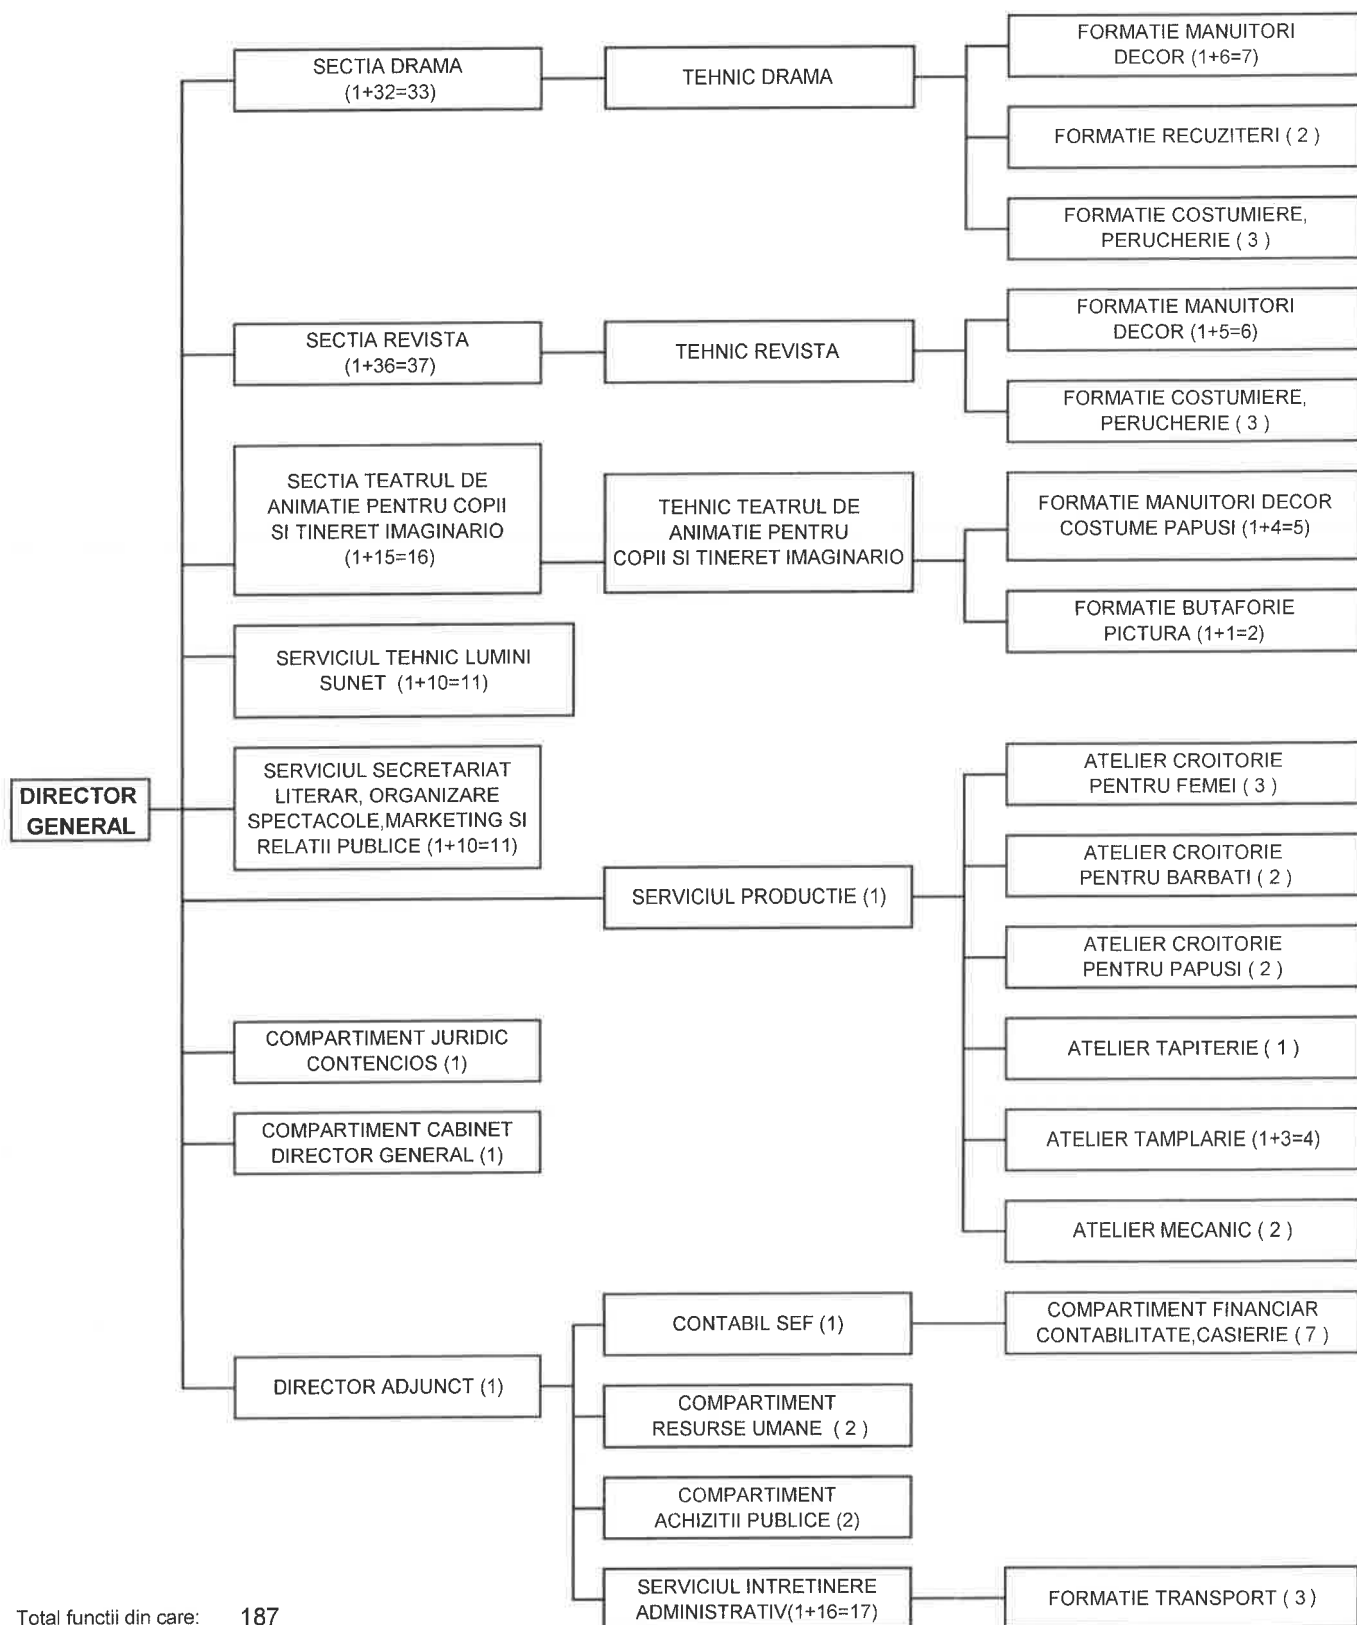 SECTIA DRAMA
(1+32=33)
TEHNIC DRAMA
FORMATIE MANUITORI
DECOR (1+6=7)
FORMATIE RECUZITERI ( 2 )
FORMATIE COSTUMIERE,
PERUCHERIE ( 3 )
SECTIA REVISTA
(1+36=37)
TEHNIC REVISTA
FORMATIE MANUITORI
DECOR (1+5=6)
FORMATIE COSTUMIERE,
PERUCHERIE ( 3 )
SECTIA TEATRUL DE
ANIMATIE PENTRU COPII
SI TINERET IMAGINARIO
(1+15=16)
TEHNIC TEATRUL DE
ANIMATIE PENTRU
COPII SI TINERET IMAGINARIO
FORMATIE MANUITORI DECOR
COSTUME PAPUSI (1+4=5)
FORMATIE BUTAFORIE
PICTURA (1+1=2)
SERVICIUL TEHNIC LUMINI
SUNET (1+10=11)
DIRECTOR
GENERAL
SERVICIUL SECRETARIAT
LITERAR, ORGANIZARE
SPECTACOLE,MARKETING SI
RELATII PUBLICE (1+10=11)
SERVICIUL PRODUCTIE (1)
ATELIER CROITORIE
PENTRU FEMEI ( 3 )
ATELIER CROITORIE
PENTRU BARBATI ( 2 )
ATELIER CROITORIE
PENTRU PAPUSI ( 2 )
ATELIER TAPITERIE ( 1 )
ATELIER TAMPLARIE (1+3=4)
ATELIER MECANIC ( 2 )
COMPARTIMENT JURIDIC
CONTENCIOS (1)
COMPARTIMENT CABINET
DIRECTOR GENERAL (1)
DIRECTOR ADJUNCT (1)
CONTABIL SEF (1)
COMPARTIMENT FINANCIAR
CONTABILITATE,CASIERIE ( 7 )
COMPARTIMENT
RESURSE UMANE ( 2 )
COMPARTIMENT
ACHIZITII PUBLICE (2)
SERVICIUL INTRETINERE
ADMINISTRATIV(1+16=17)
FORMATIE TRANSPORT ( 3 )
Total functii din care: 187